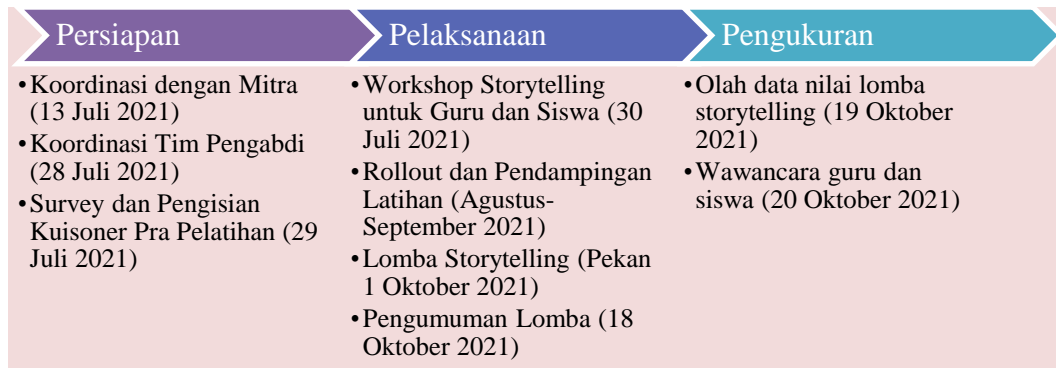 Persiapan
•Koordinasi dengan Mitra
(13 Juli 2021)
•Koordinasi Tim Pengabdi
(28 Juli 2021)
•Survey dan Pengisian
Kuisoner Pra Pelatihan (29
Juli 2021)
Pelaksanaan
•Workshop Storytelling
untuk Guru dan Siswa (30
Juli 2021)
•Rollout dan Pendampingan
Latihan (Agustus-
September 2021)
•Lomba Storytelling (Pekan
1 Oktober 2021)
•Pengumuman Lomba (18
Oktober 2021)
Pengukuran
•Olah data nilai lomba
storytelling (19 Oktober
2021)
•Wawancara guru dan
siswa (20 Oktober 2021)